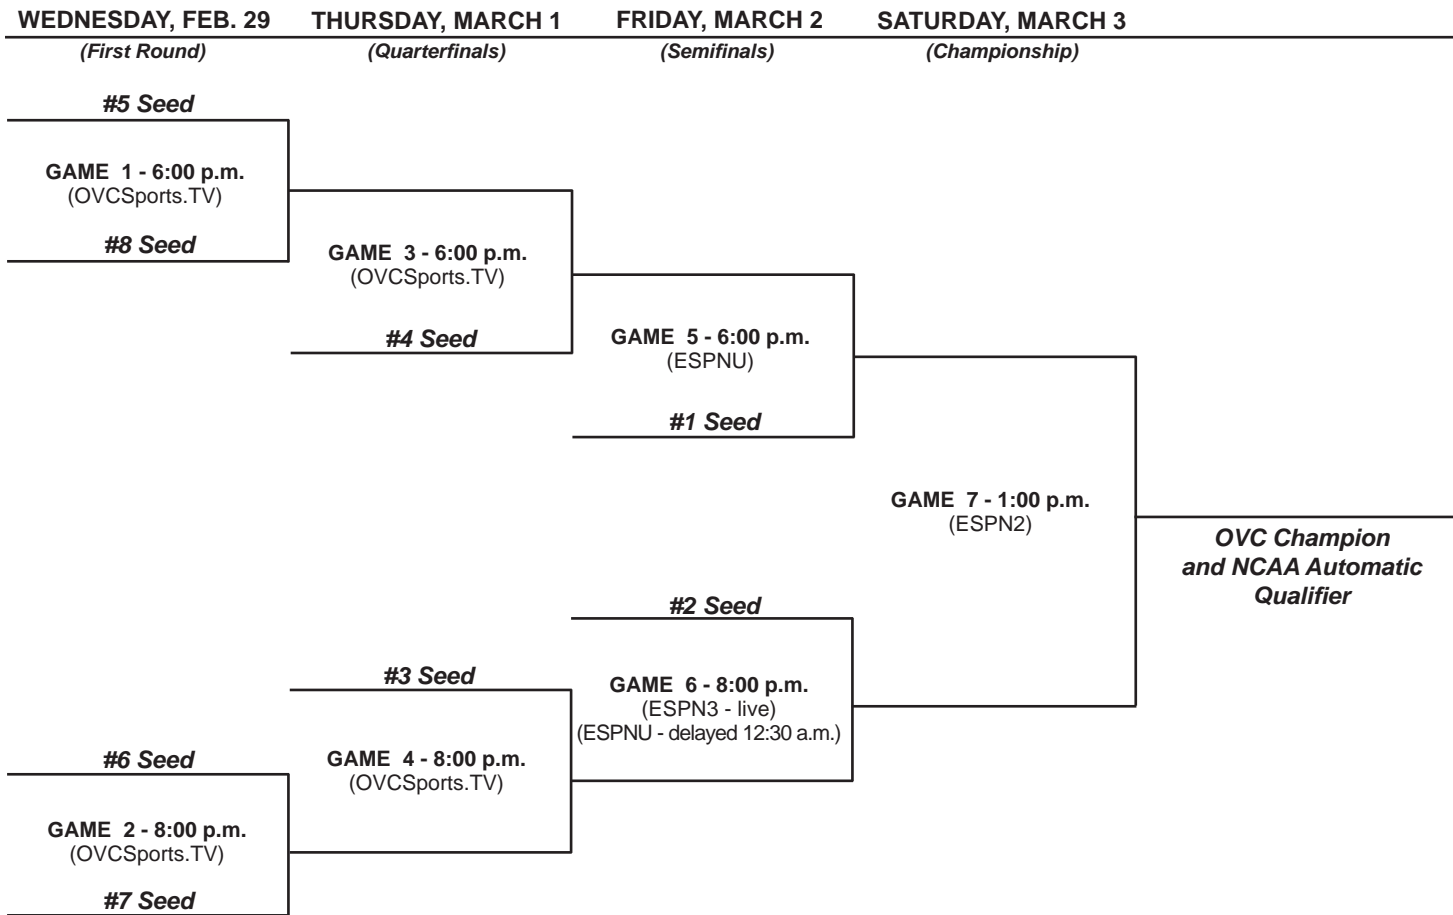 WEDNESDAY, FEB. 29
(First Round)
THURSDAY, MARCH 1
(Quarterfinals)
FRIDAY, MARCH 2
(Semifinals)
SATURDAY, MARCH 3
(Championship)
#5 Seed
GAME 1 - 6:00 p.m.
(OVCSports.TV)
#8 Seed
GAME 3 - 6:00 p.m.
(OVCSports.TV)
#4 Seed
GAME 5 - 6:00 p.m.
(ESPNU)
#1 Seed
GAME 7 - 1:00 p.m.
(ESPN2)
OVC Champion
and NCAA Automatic
Qualifier
#2 Seed
GAME 6 - 8:00 p.m.
(ESPN3 - live)
(ESPNU - delayed 12:30 a.m.)
#3 Seed
GAME 4 - 8:00 p.m.
(OVCSports.TV)
#6 Seed
GAME 2 - 8:00 p.m.
(OVCSports.TV)
#7 Seed